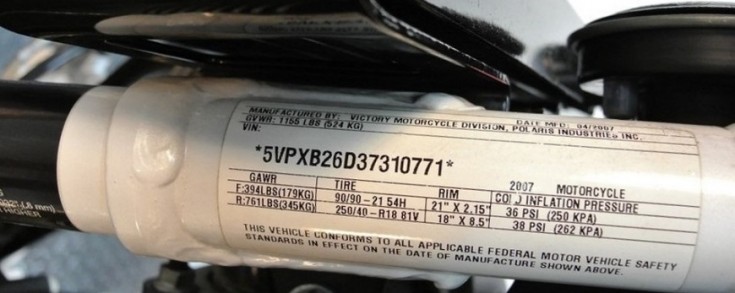 MANUFACTURED BY: VICTORY MOTORCYCLE DIVISION, POLARIS INDUSTRIES INC.
GVWR: 1155 LBS (524 KG) DATE MFD: 04/2007
VIN:
*5VPXB26D37310771*
2007 MOTORCYCLE
GAWR TIRE RIM COLD INFLATION PRESSURE
F:394LBS(179KG) 90/90-21 54H 21" X 2.15" 36 PSI (250 KPA)
R:761LBS(345KG) 250/40-R18 81V 18" X 8.5" 38 PSI (262 KPA)
THIS VEHICLE CONFORMS TO ALL APPLICABLE FEDERAL MOTOR VEHICLE SAFETY
STANDARDS IN EFFECT ON THE DATE OF MANUFACTURE SHOWN ABOVE.